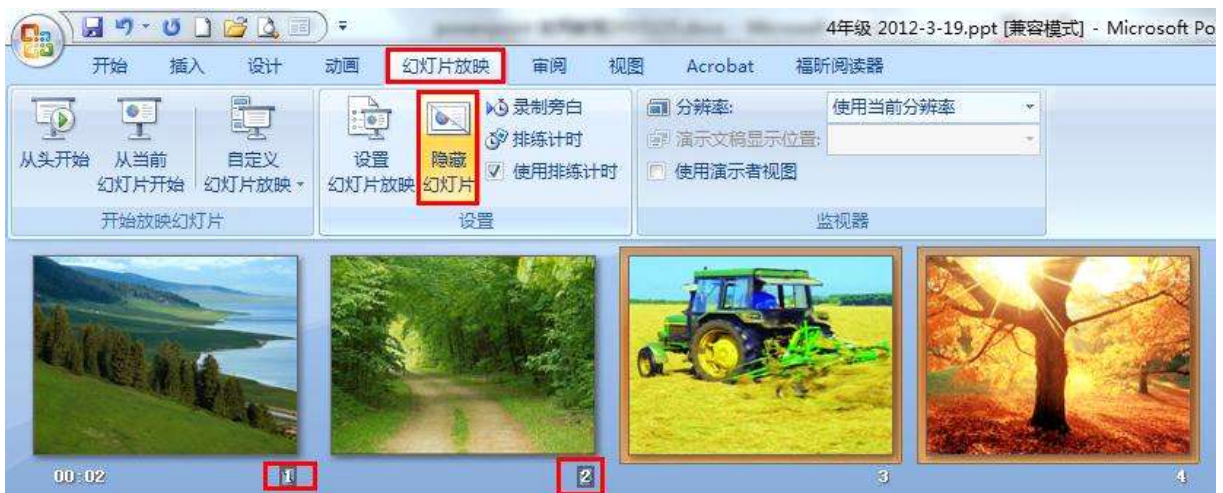 4年级 2012-3-19.ppt [兼容模式] - Microsoft Po
开始 插入 设计 动画 幻灯片放映 审阅 视图 Acrobat 福昕阅读器
从头开始
从当前
幻灯片开始
自定义
幻灯片放映
开始放映幻灯片
设置
幻灯片放映
隐藏
幻灯片
录制旁白
排练计时
使用排练计时
设置
分辨率: 使用当前分辨率
演示文稿显示位置:
使用演示者视图
监视器
00:02 1 2 3 4